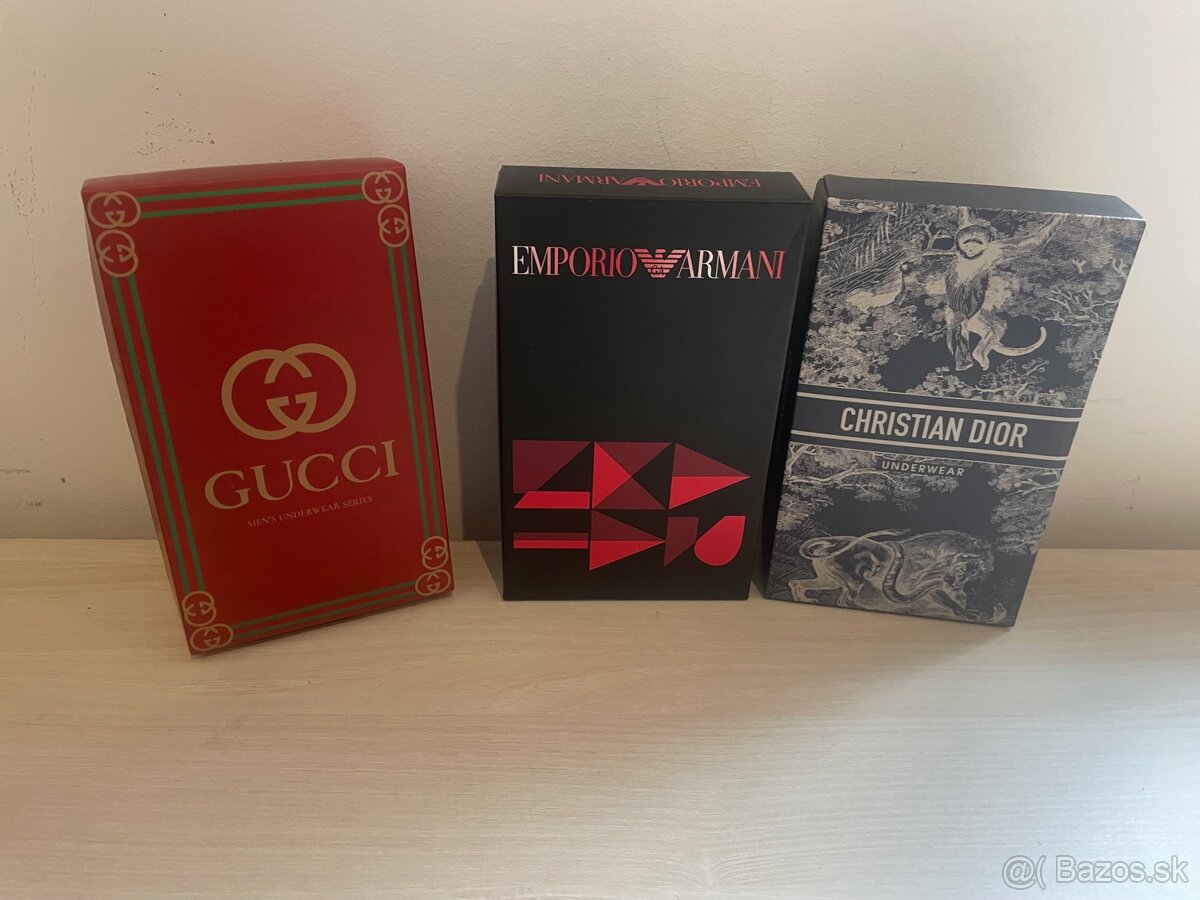 GUCCI
MEN'S UNDERWEAR SERIES
EMPORIO ARMANI
EMPORIO ARMANI
CHRISTIAN DIOR
UNDERWEAR
@( Bazos.sk